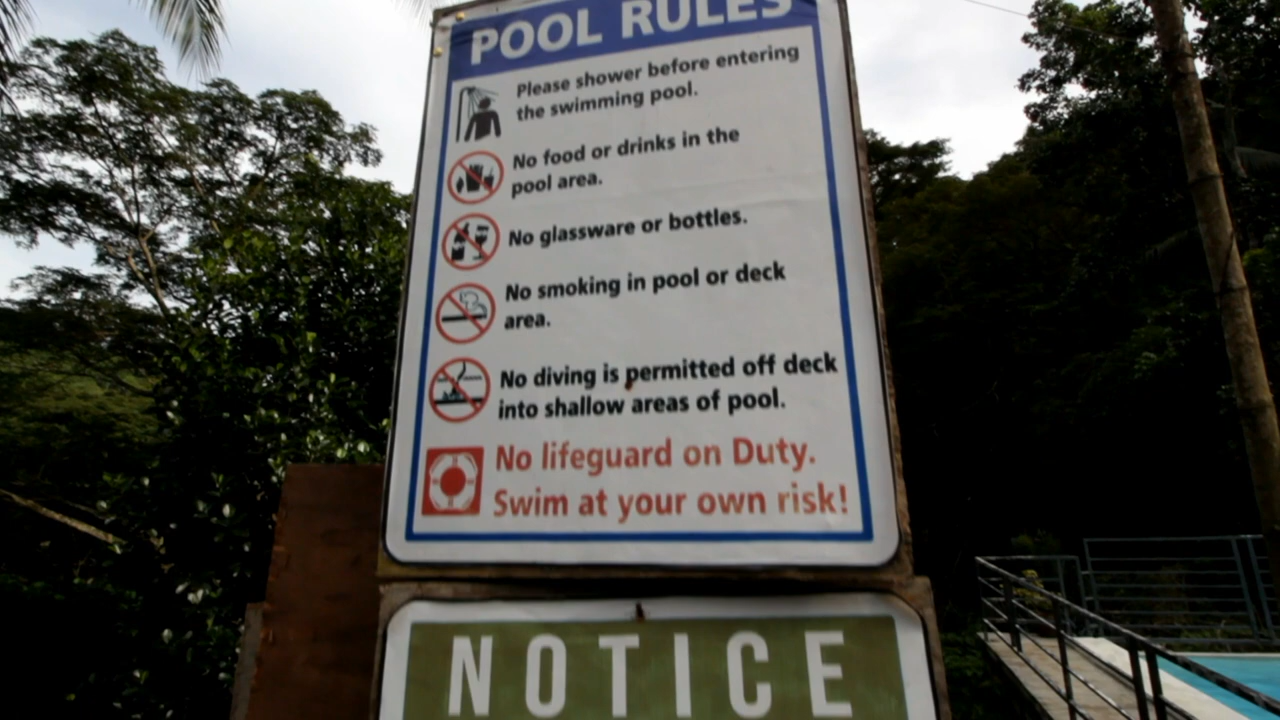 POOL RULES
Please shower before entering
the swimming pool.
No food or drinks in the
pool area.
No glassware or bottles.
No smoking in pool or deck
area.
No diving is permitted off deck
into shallow areas of pool.
No lifeguard on Duty.
Swim at your own risk!
NOTICE